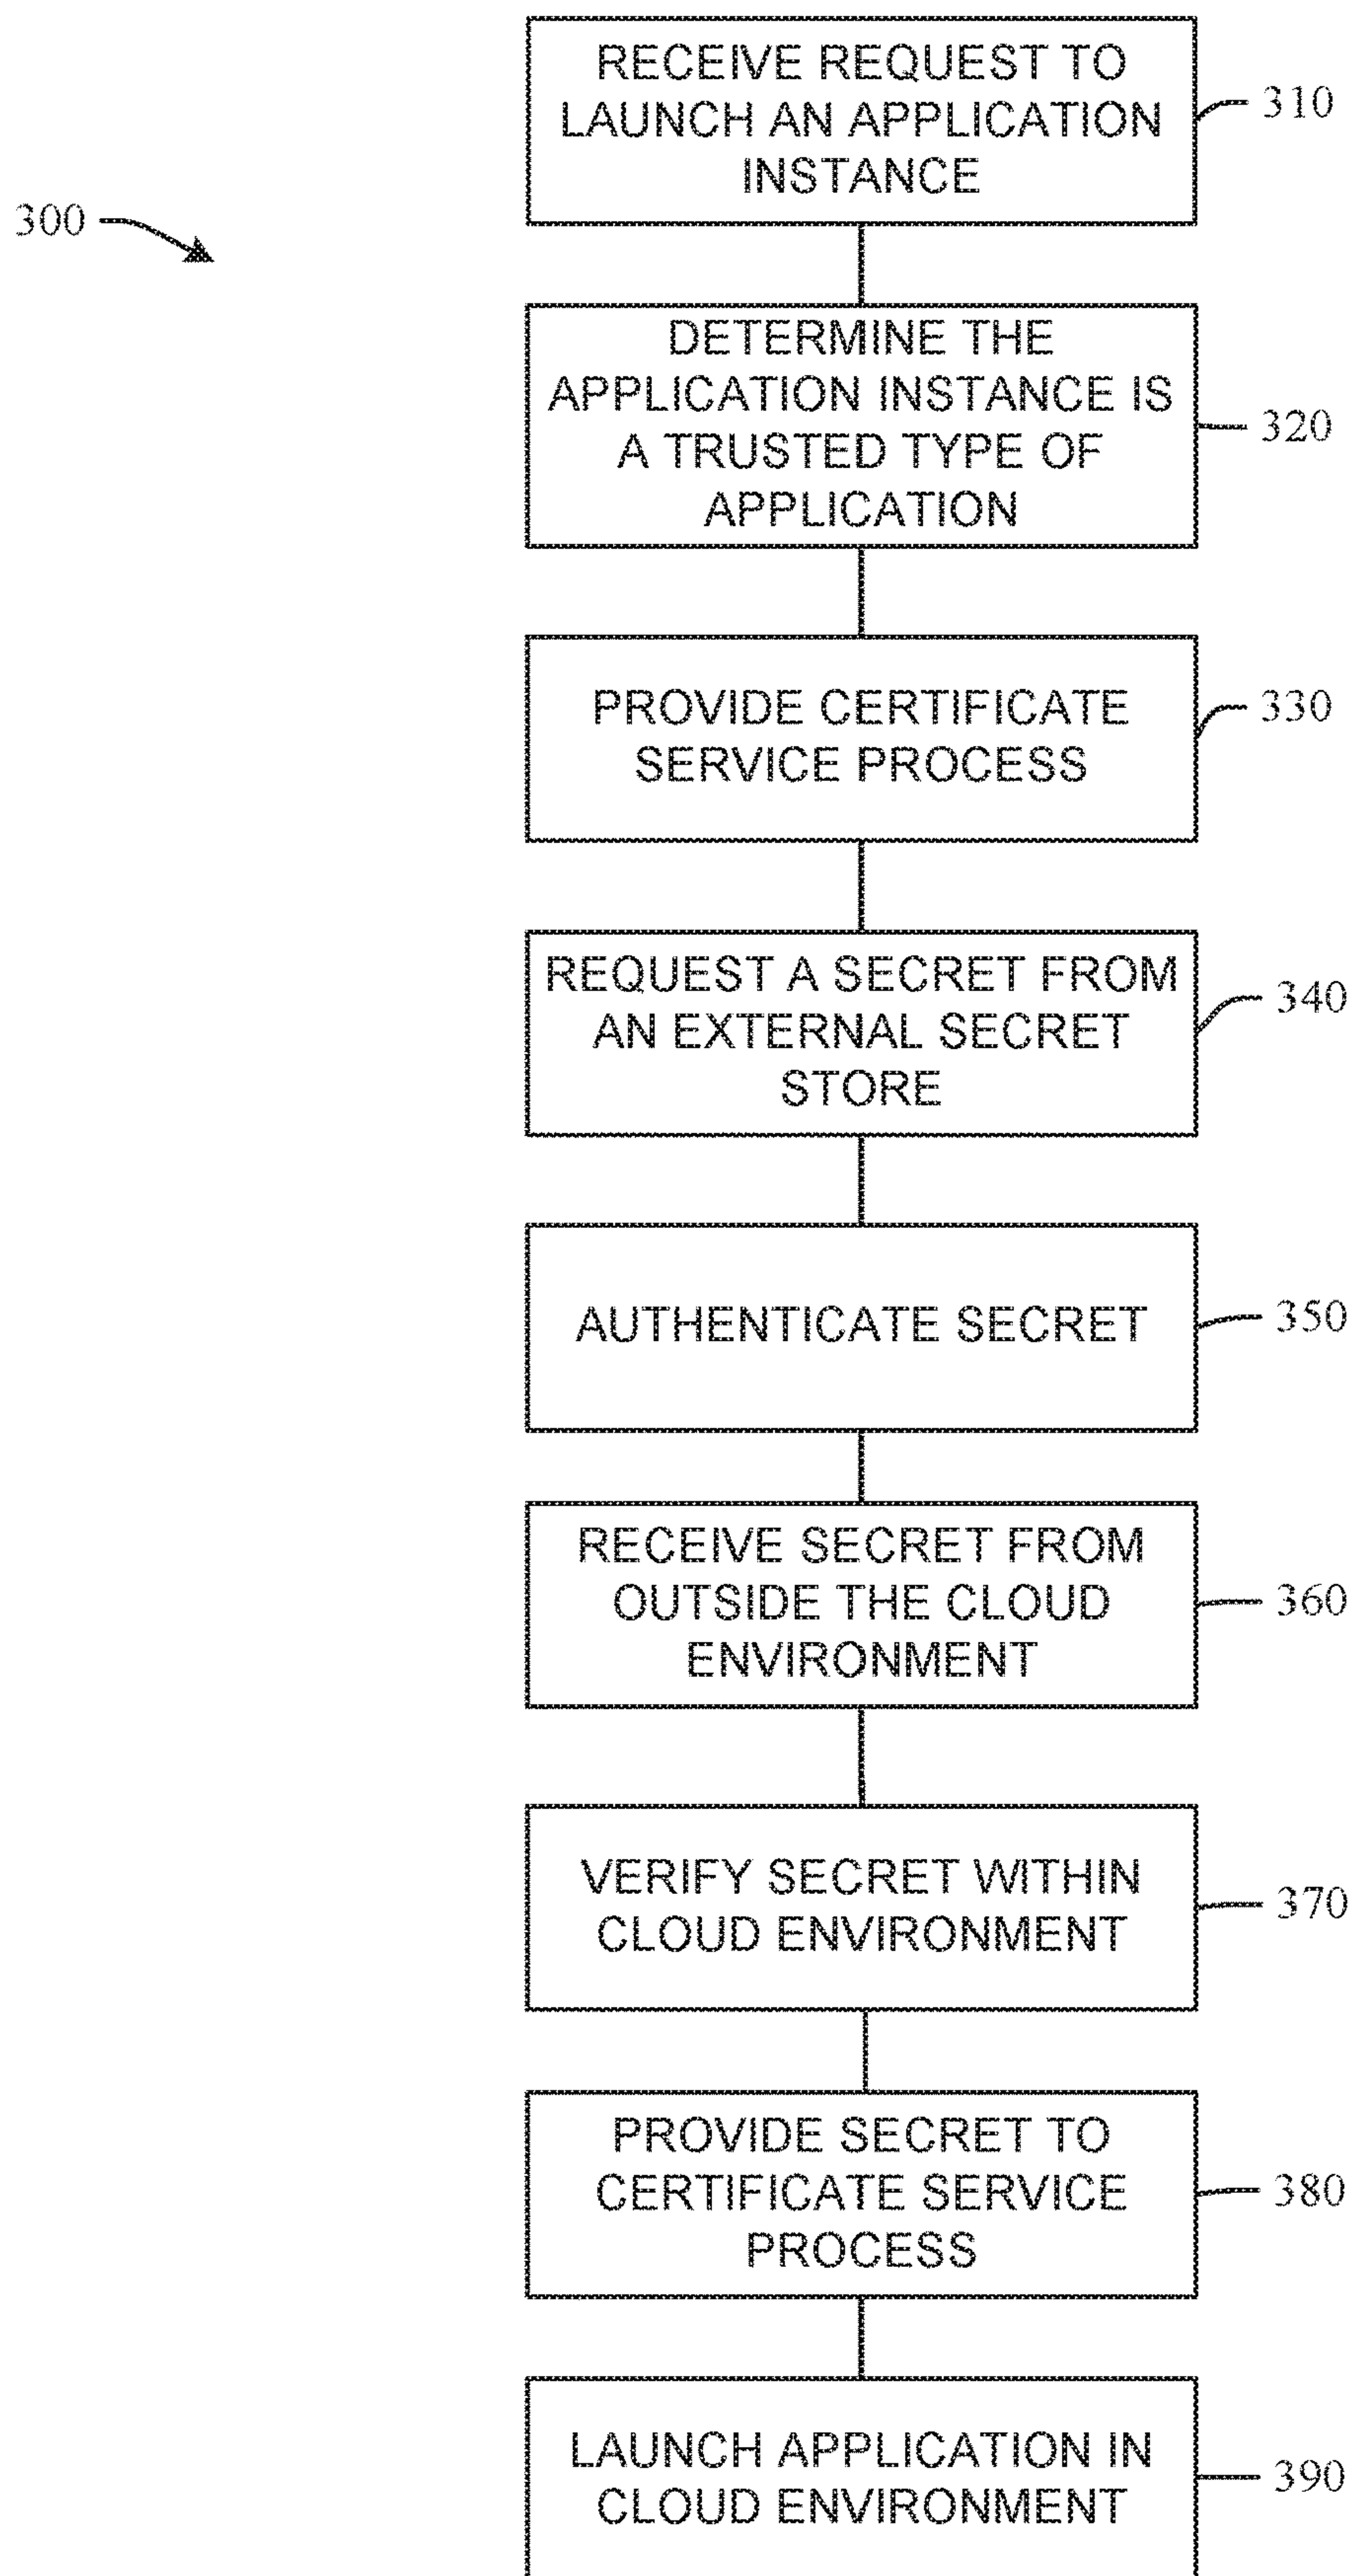 RECEIVE REQUEST TO
LAUNCH AN APPLICATION
INSTANCE
310
300
DETERMINE THE
APPLICATION INSTANCE IS
A TRUSTED TYPE OF
APPLICATION
320
PROVIDE CERTIFICATE
SERVICE PROCESS
330
REQUEST A SECRET FROM
AN EXTERNAL SECRET
STORE
340
AUTHENTICATE SECRET
350
RECEIVE SECRET FROM
OUTSIDE THE CLOUD
ENVIRONMENT
360
VERIFY SECRET WITHIN
CLOUD ENVIRONMENT
370
PROVIDE SECRET TO
CERTIFICATE SERVICE
PROCESS
380
LAUNCH APPLICATION IN
CLOUD ENVIRONMENT
390